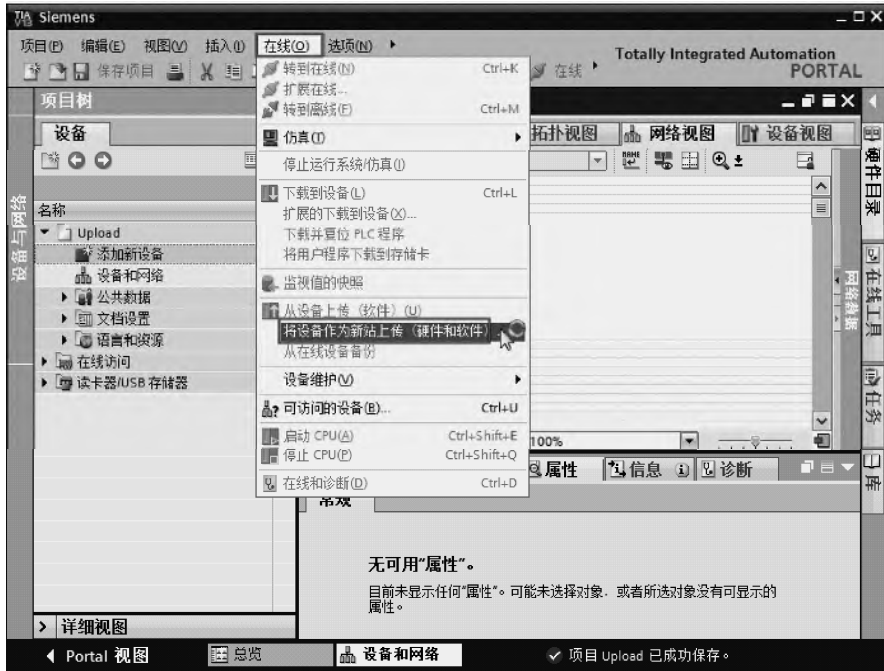 Siemens
项目(P) 编辑(E) 视图(V) 插入(I) 在线(O) 选项(N)
Totally Integrated Automation
PORTAL
保存项目
在线
转到在线(N) Ctrl+K
扩展在线...
转到离线(F) Ctrl+M
仿真(T)
停止运行系统/仿真(I)
下载到设备(L) Ctrl+L
扩展的下载到设备(X)...
下载并复位 PLC 程序
将用户程序下载到存储卡
监视值的快照
从设备上传（软件）(U)
将设备作为新站上传（硬件和软件）
从在线设备备份
设备维护(V)
可访问的设备(B)... Ctrl+U
启动 CPU(A) Ctrl+Shift+E
停止 CPU(P) Ctrl+Shift+Q
在线和诊断(D) Ctrl+D
项目树
设备
名称
Upload
添加新设备
设备和网络
公共数据
文档设置
语言和资源
在线访问
读卡器/USB 存储器
设备与网络
拓扑视图 网络视图 设备视图
100%
网络数据
硬件目录
在线工具
任务
库
属性 信息 诊断
常规
无可用"属性"。
目前未显示任何"属性"。可能未选择对象，或者所选对象没有可显示的
属性。
详细视图
Portal 视图 总览 设备和网络 项目 Upload 已成功保存。